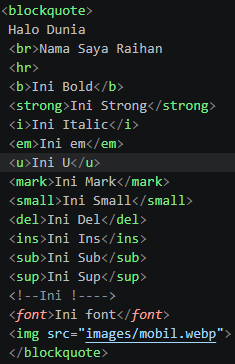 <blockquote>
Halo Dunia
<br>Nama Saya Raihan
<hr>
<b>Ini Bold</b>
<strong>Ini Strong</strong>
<i>Ini Italic</i>
<em>Ini em</em>
<u>Ini U</u>
<mark>Ini Mark</mark>
<small>Ini Small</small>
<del>Ini Del</del>
<ins>Ini Ins</ins>
<sub>Ini Sub</sub>
<sup>Ini Sup</sup>
<!--Ini !---->
<font>Ini font</font>
<img src="images/mobil.webp">
</blockquote>